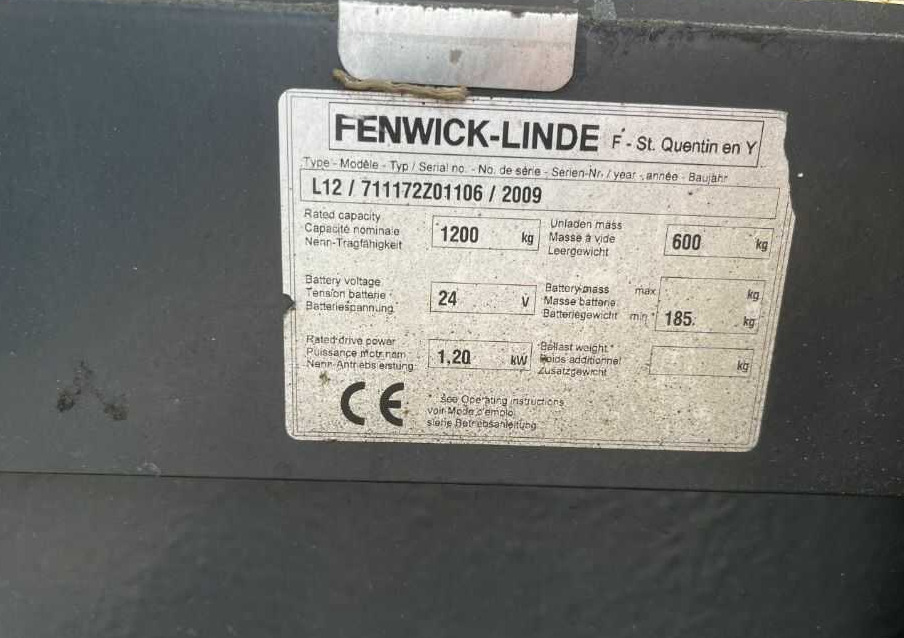 FENWICK-LINDE F - St. Quentin en Y
Type - Modèle - Typ / Serial no. - No. de série - Serien-Nr. / year - année - Baujahr
L12 / 711172Z01106 / 2009
Rated capacity
Capacité nominale
Nenn-Tragfähigkeit
1200 kg
Unladen mass
Masse à vide
Leergewicht
600 kg
Battery voltage
Tension batterie
Batteriespannung
24 V
Battery mass
Masse batterie
Batteriegewicht
max kg
min * 185. kg
Rated drive power
Puissance motr.nom.
Nenn-Antriebsleistung
1,20 kW
Ballast weight *
Poids additionnel
Zusatzgewicht
kg
CE
* See Operating instructions
voir Mode d'emploi
siehe Betriebsanleitung